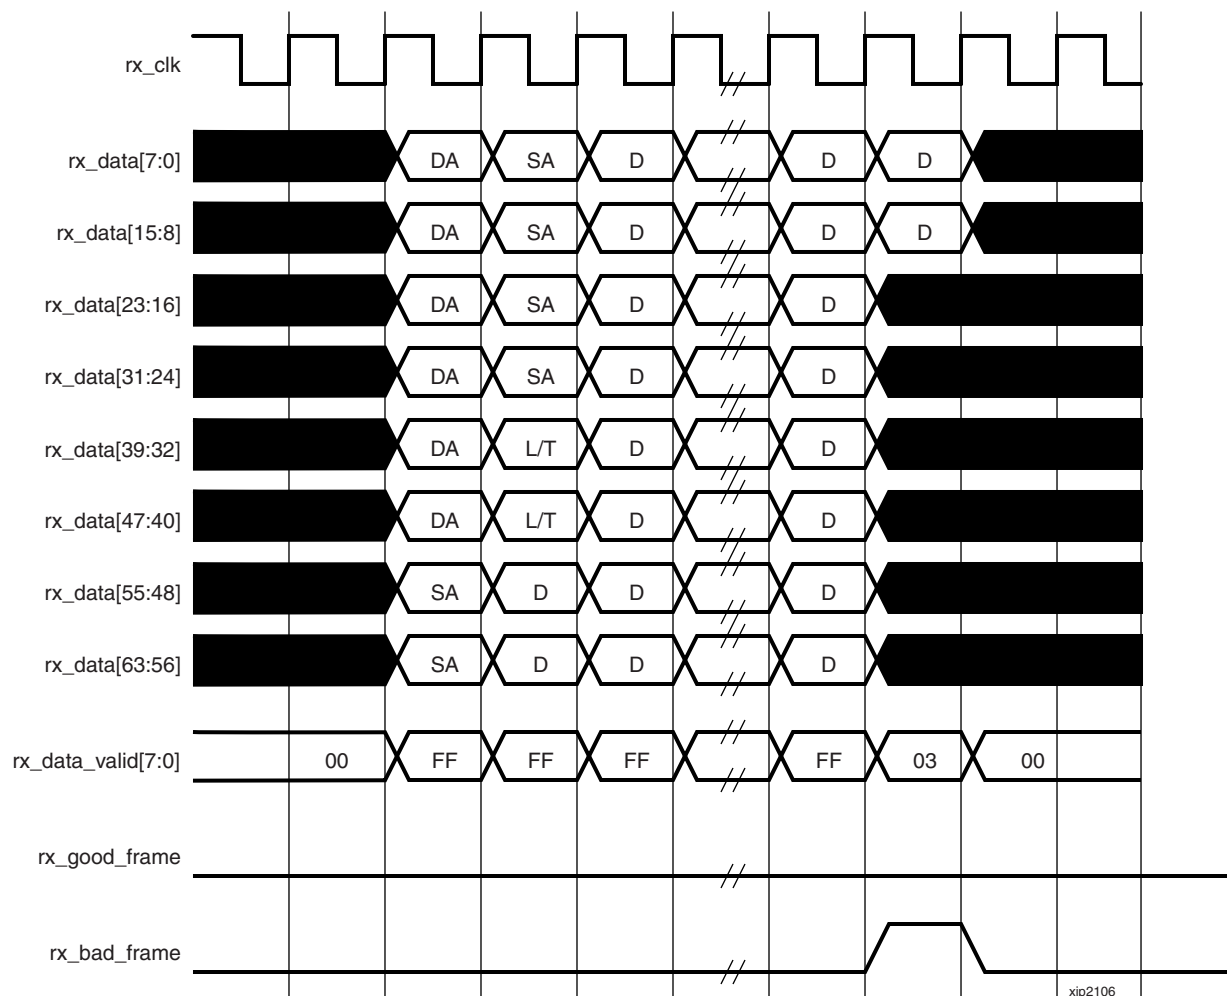 rx_clk
rx_data[7:0] DA SA D D D
rx_data[15:8] DA SA D D D
rx_data[23:16] DA SA D D
rx_data[31:24] DA SA D D
rx_data[39:32] DA L/T D D
rx_data[47:40] DA L/T D D
rx_data[55:48] SA D D D
rx_data[63:56] SA D D D
rx_data_valid[7:0] 00 FF FF FF FF 03 00
rx_good_frame
rx_bad_frame
xip2106